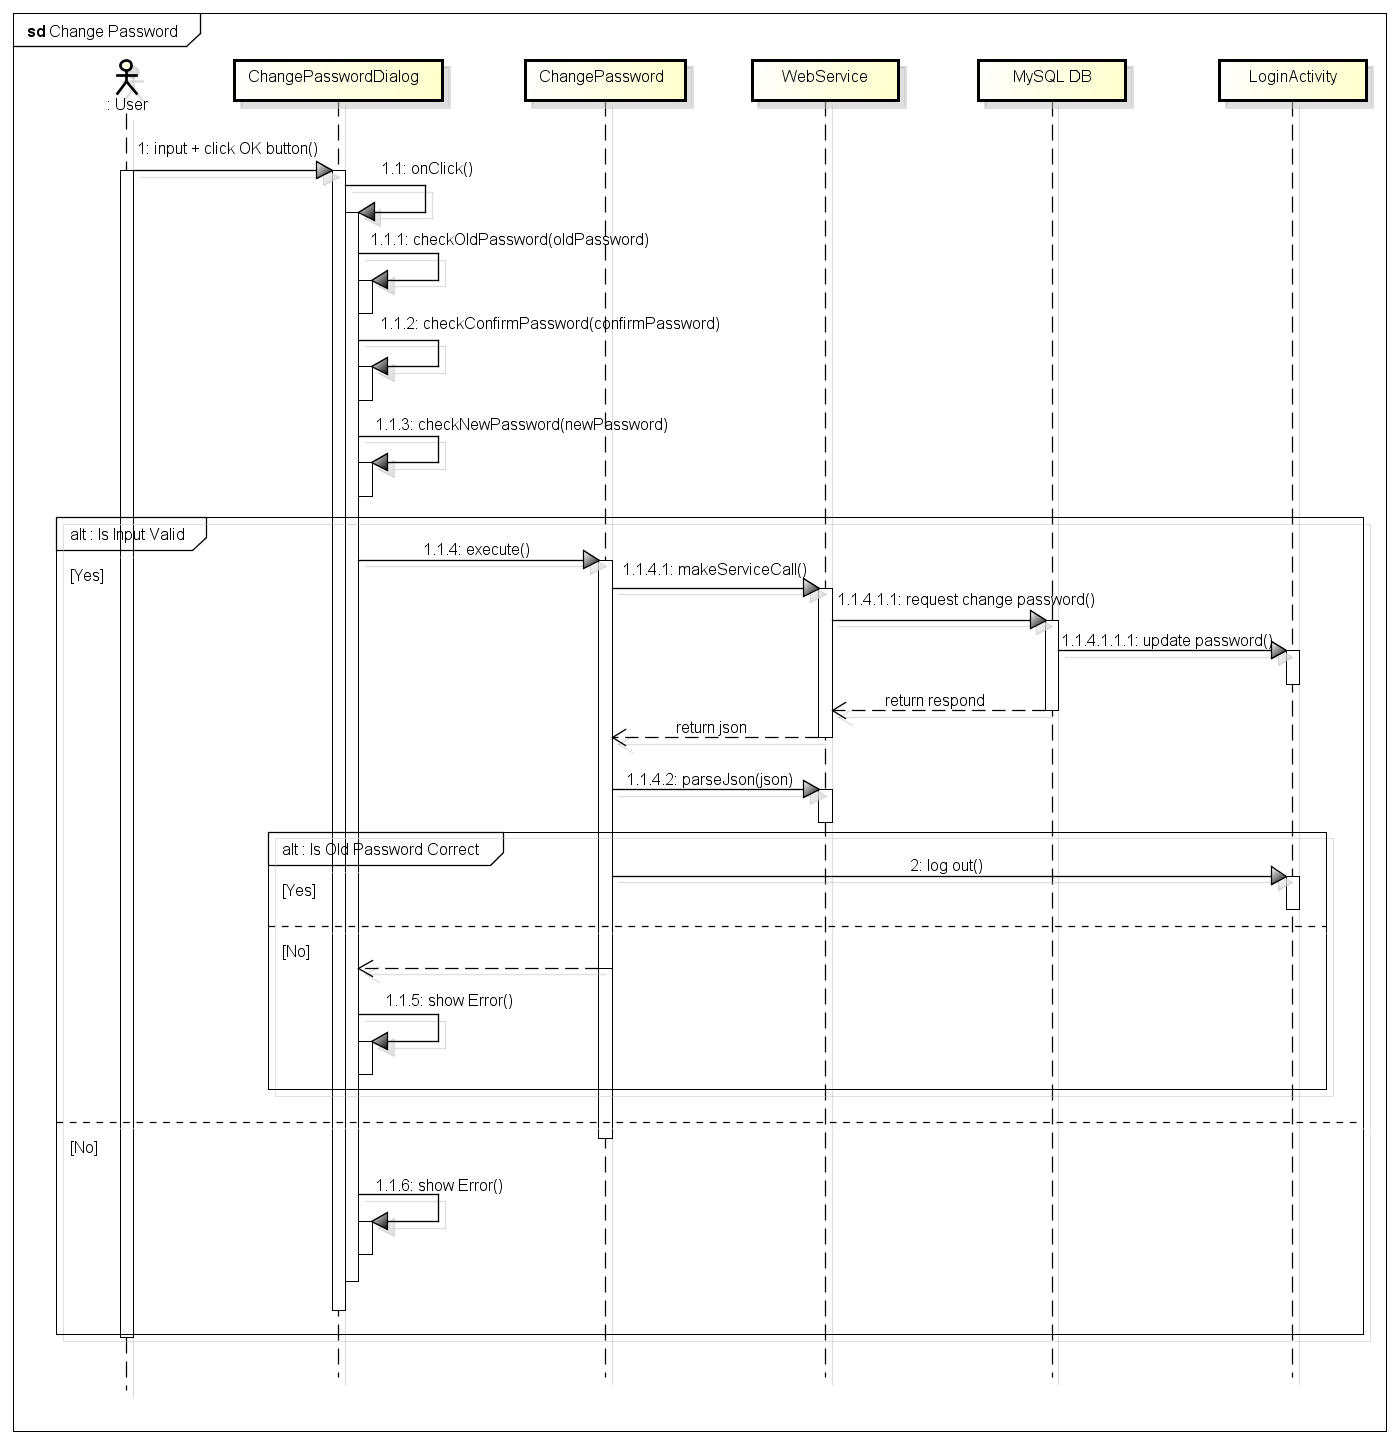 sd Change Password
: User
ChangePasswordDialog
ChangePassword
WebService
MySQL DB
LoginActivity
1: input + click OK button()
1.1: onClick()
1.1.1: checkOldPassword(oldPassword)
1.1.2: checkConfirmPassword(confirmPassword)
1.1.3: checkNewPassword(newPassword)
alt : Is Input Valid
[Yes]
1.1.4: execute()
1.1.4.1: makeServiceCall()
1.1.4.1.1: request change password()
1.1.4.1.1.1: update password()
return respond
return json
1.1.4.2: parseJson(json)
alt : Is Old Password Correct
[Yes]
2: log out()
[No]
1.1.5: show Error()
[No]
1.1.6: show Error()